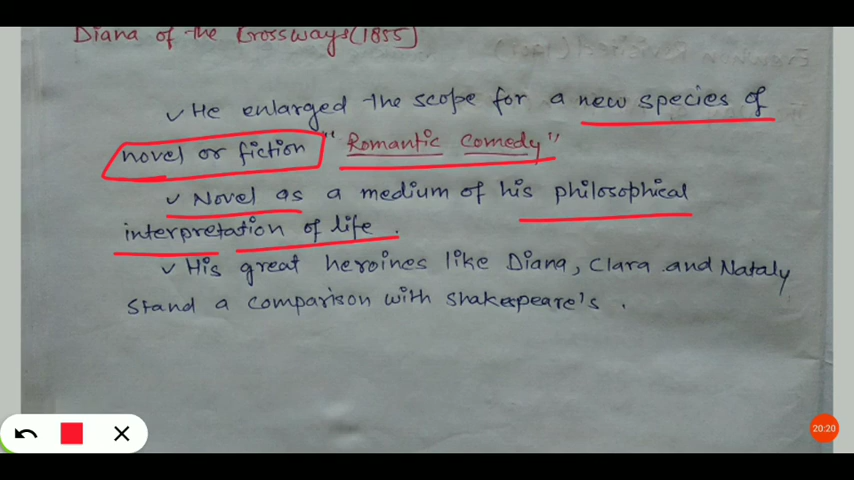 Diana of the Crossways(1855)
✓ He enlarged the scope for a new species of
novel or fiction "Romantic Comedy"
✓ Novel as a medium of his philosophical
interpretation of life.
✓ His great heroines like Diana, Clara and Nataly
stand a comparison with Shakespeare's.
20:20